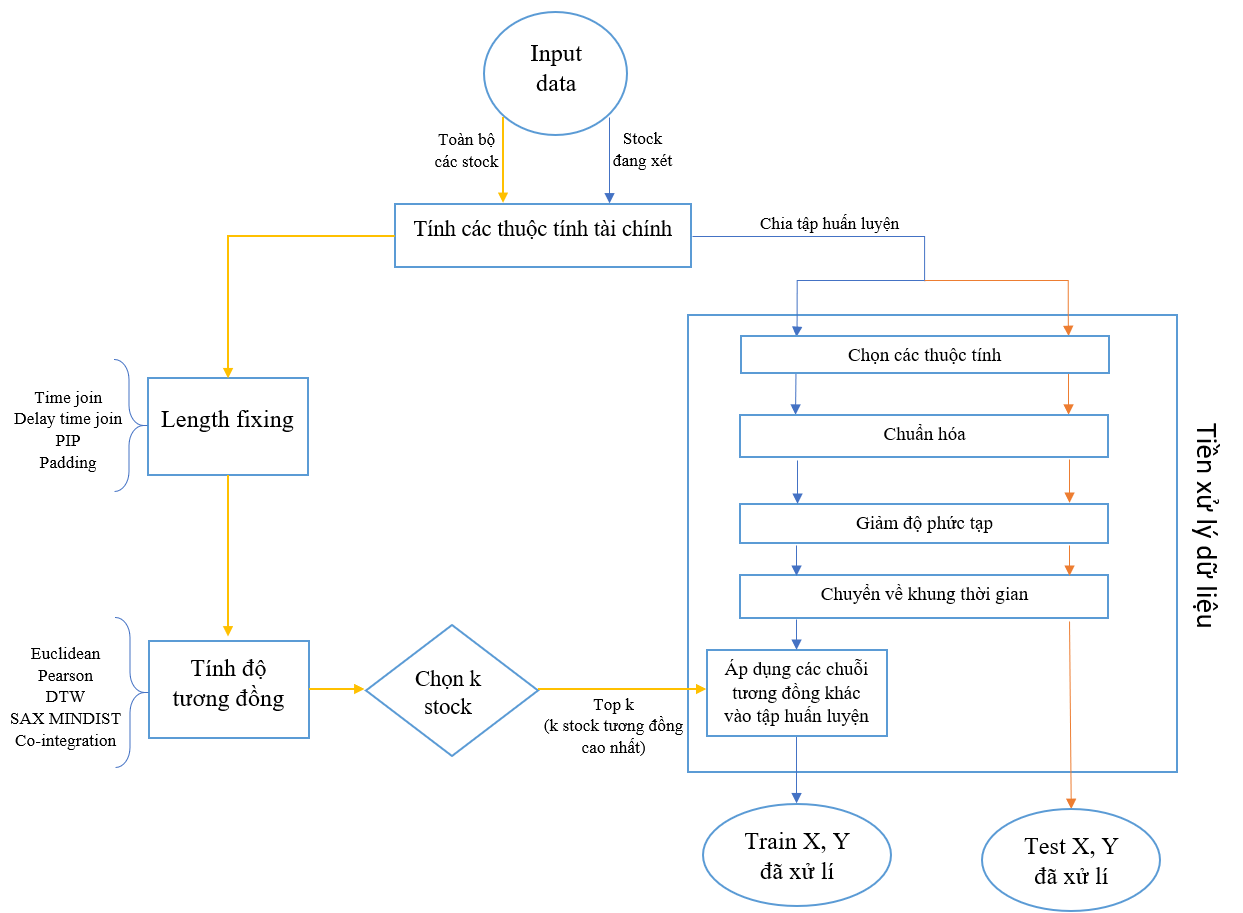 Input
data
Toàn bộ
các stock
Stock
đang xét
Tính các thuộc tính tài chính
Chia tập huấn luyện
Chọn các thuộc tính
Time join
Delay time join
PIP
Padding
Length fixing
Chuẩn hóa
Giảm độ phức tạp
Chuyển về khung thời gian
Tiền xử lý dữ liệu
Euclidean
Pearson
DTW
SAX MINDIST
Co-integration
Tính độ
tương đồng
Chọn k
stock
Top k
(k stock tương đồng
cao nhất)
Áp dụng các chuỗi
tương đồng khác
vào tập huấn luyện
Train X, Y
đã xử lí
Test X, Y
đã xử lí